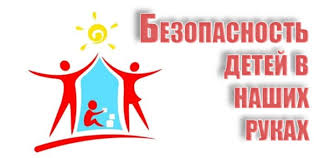 Безопасность
детей в
наших
руках